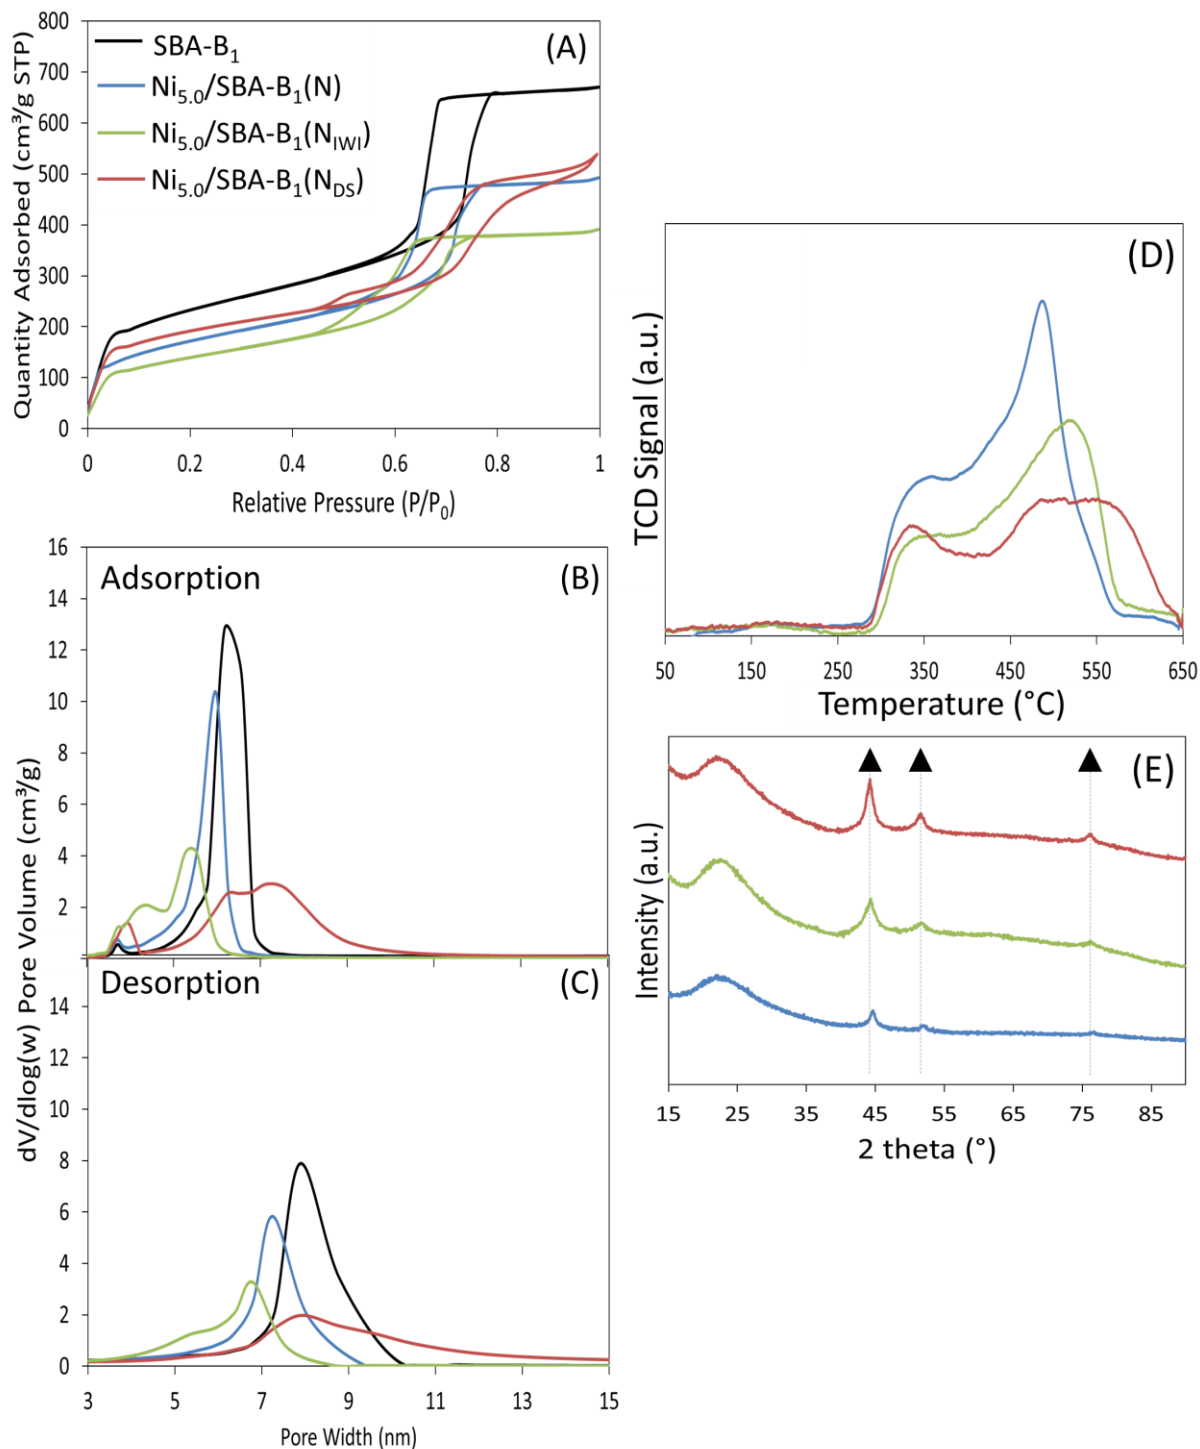 (A)
SBA-B₁
Ni₅.₀/SBA-B₁(N)
Ni₅.₀/SBA-B₁(N_IWI)
Ni₅.₀/SBA-B₁(N_DS)
800
700
600
500
400
300
200
100
0
Quantity Adsorbed (cm³/g STP)
0 0.2 0.4 0.6 0.8 1
Relative Pressure (P/P₀)
Adsorption (B)
16
14
12
10
8
6
4
2
Desorption (C)
14
12
10
8
6
4
2
0
dV/dlog(w) Pore Volume (cm³/g)
3 5 7 9 11 13 15
Pore Width (nm)
(D)
TCD Signal (a.u.)
50 150 250 350 450 550 650
Temperature (°C)
(E)
Intensity (a.u.)
15 25 35 45 55 65 75 85
2 theta (°)